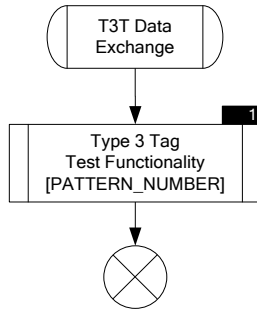 T3T Data
Exchange
1
Type 3 Tag
Test Functionality
[PATTERN_NUMBER]